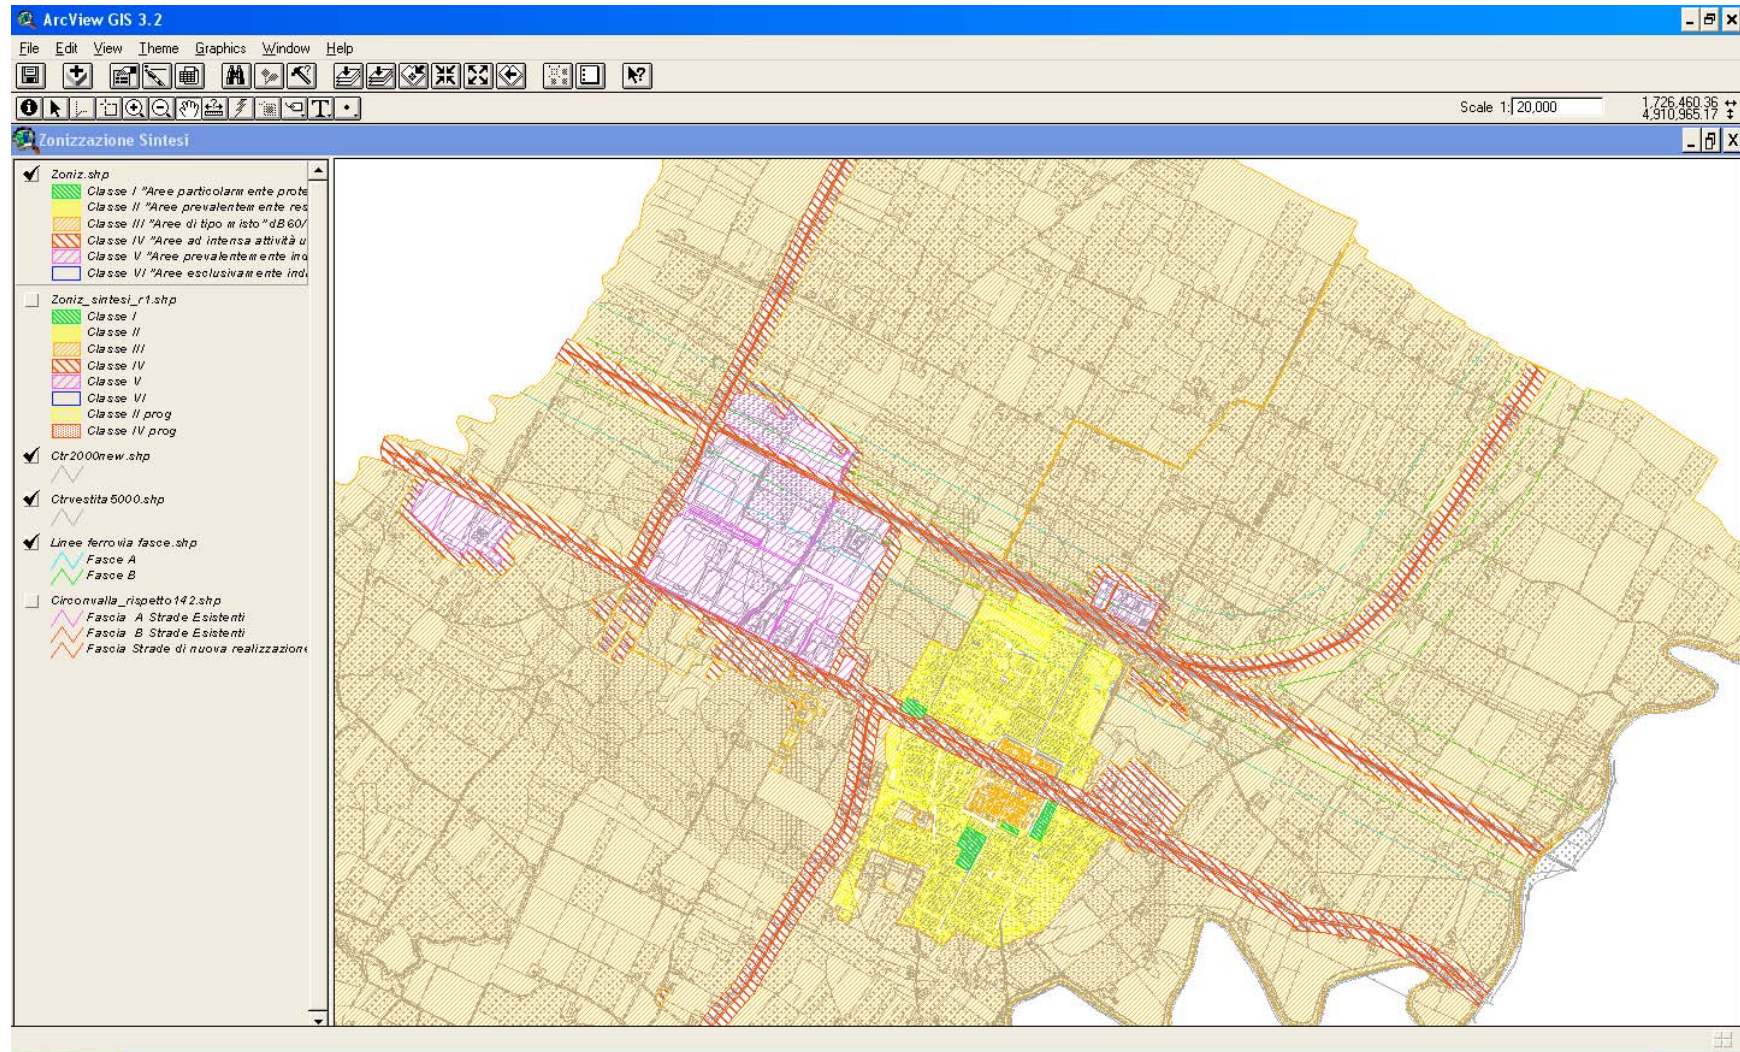 ArcView GIS 3.2
File Edit View Theme Graphics Window Help
Scale 1: 20,000
1,726,460.36
4,910,965.17
Zonizzazione Sintesi
Zoniz.shp
Classe I "Aree particolarmente prote
Classe II "Aree prevalentemente res
Classe III "Aree di tipo misto" dB 60/
Classe IV "Aree ad intensa attività u
Classe V "Aree prevalentemente ind
Classe VI "Aree esclusivamente ind
Zoniz_sintesi_r1.shp
Classe I
Classe II
Classe III
Classe IV
Classe V
Classe VI
Classe II prog
Classe IV prog
Ctr2000new.shp
Ctrvestita5000.shp
Linee ferrovia fasce.shp
Fasce A
Fasce B
Circonvalla_rispetto142.shp
Fascia A Strade Esistenti
Fascia B Strade Esistenti
Fascia Strade di nuova realizzazione